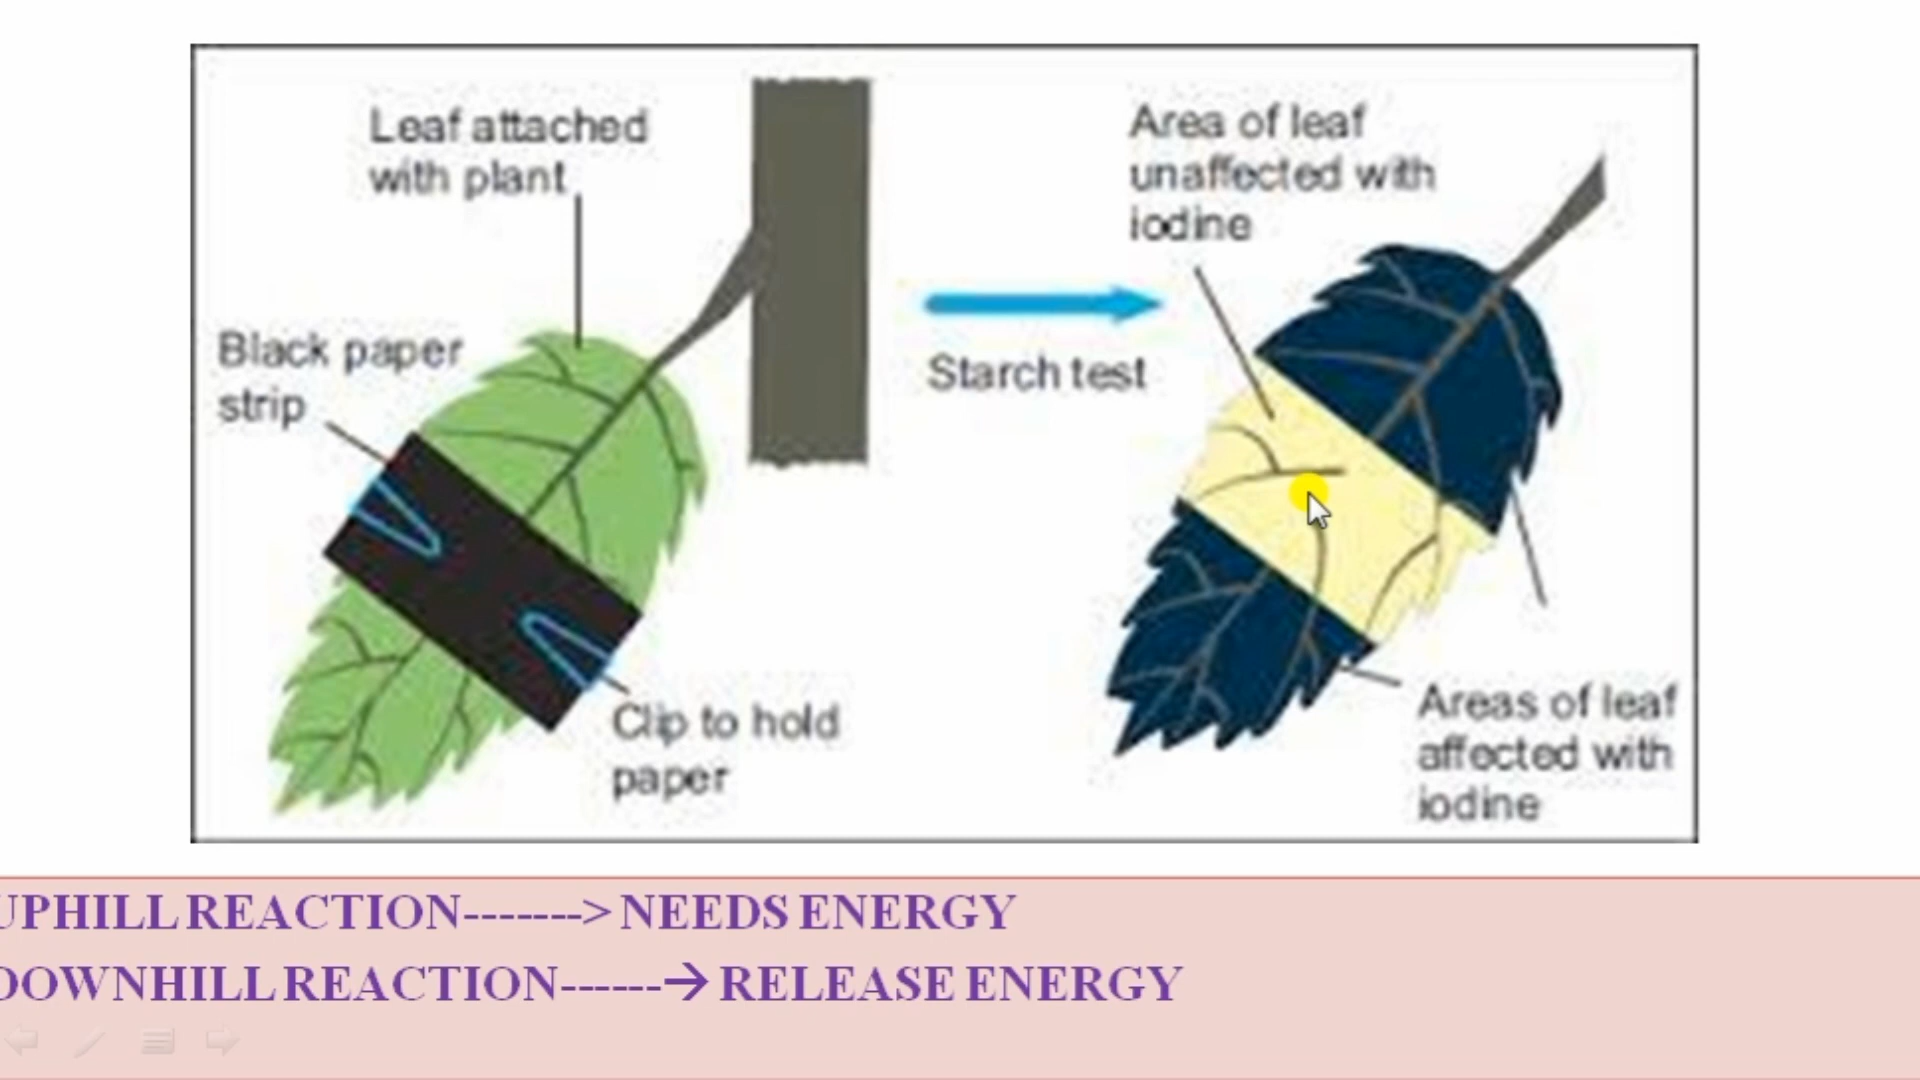 Leaf attached
with plant
Black paper
strip
Clip to hold
paper
Starch test
Area of leaf
unaffected with
iodine
Areas of leaf
affected with
iodine
UPHILL REACTION-------> NEEDS ENERGY
DOWNHILL REACTION------→ RELEASE ENERGY